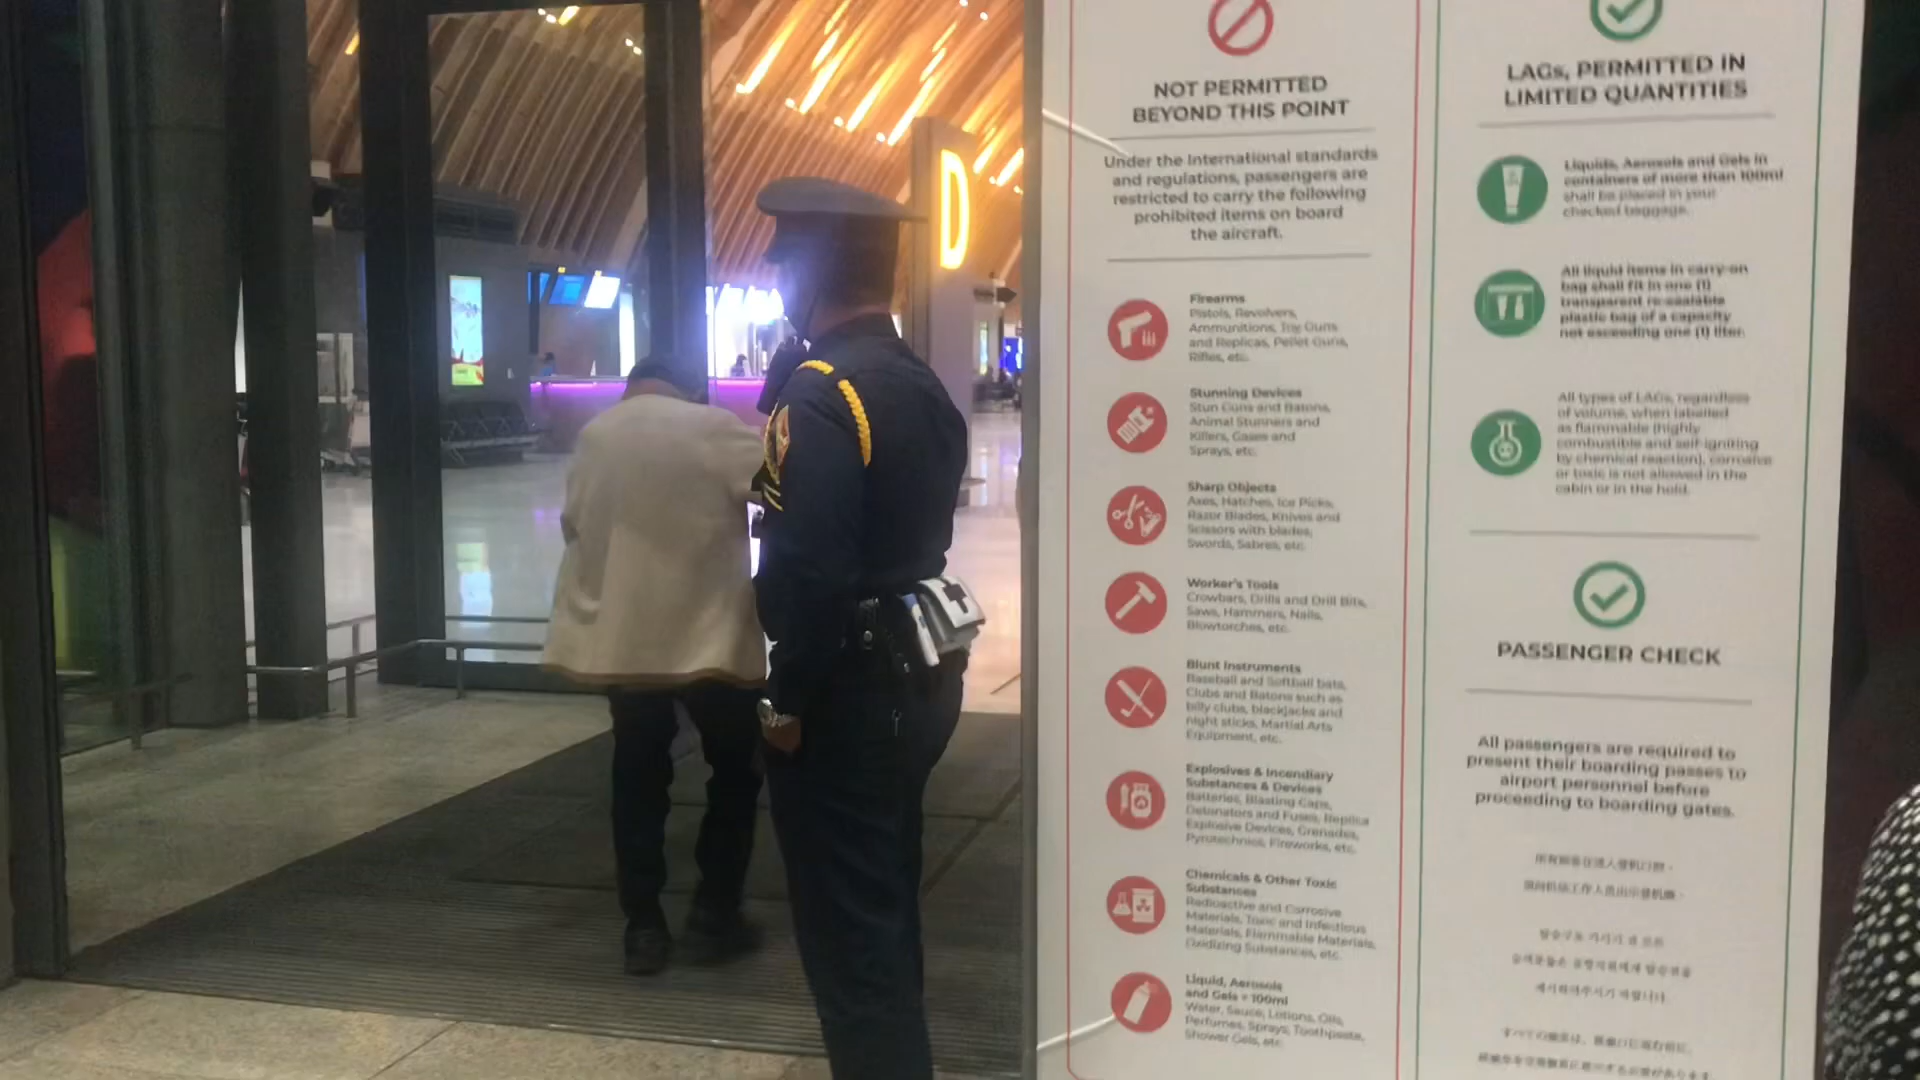 D
NOT PERMITTED
BEYOND THIS POINT
Under the International standards
and regulations, passengers are
restricted to carry the following
prohibited items on board
the aircraft.
Firearms
Pistols, Revolvers,
Ammunitions, Toy Guns
and Replicas, Pellet Guns,
Rifles, etc.
Stunning Devices
Stun Guns and Batons,
Animal Stunners and
Killers, Gases and
Sprays, etc.
Sharp Objects
Axes, Hatches, Ice Picks,
Razor Blades, Knives and
Scissors with blades,
Swords, Sabres, etc.
Worker's Tools
Crowbars, Drills and Drill Bits,
Saws, Hammers, Nails,
Blowtorches, etc.
Blunt Instruments
Baseball and Softball bats,
Clubs and Batons such as
billy clubs, blackjacks and
night sticks, Martial Arts
Equipment, etc.
Explosives & Incendiary
Substances & Devices
Batteries, Blasting Caps,
Detonators and Fuses, Replica
Explosive Devices, Grenades,
Pyrotechnics, Fireworks, etc.
Chemicals & Other Toxic
Substances
Radioactive and Corrosive
Materials, Toxic and Infectious
Materials, Flammable Materials,
Oxidizing Substances, etc.
Liquid, Aerosols
and Gels > 100ml
Water, Sauce, Lotions, Oils,
Perfumes, Sprays, Toothpaste,
Shower Gels, etc.
LAGs, PERMITTED IN
LIMITED QUANTITIES
Liquids, Aerosols and Gels in
containers of more than 100ml
shall be placed in your
checked baggage.
All liquid items in carry-on
bag shall fit in one (1)
transparent re-sealable
plastic bag of a capacity
not exceeding one (1) liter.
All types of LAGs, regardless
of volume, when labelled
as flammable (highly
combustible and self-igniting
by chemical reaction), corrosive
or toxic is not allowed in the
cabin or in the hold.
PASSENGER CHECK
All passengers are required to
present their boarding passes to
airport personnel before
proceeding to boarding gates.